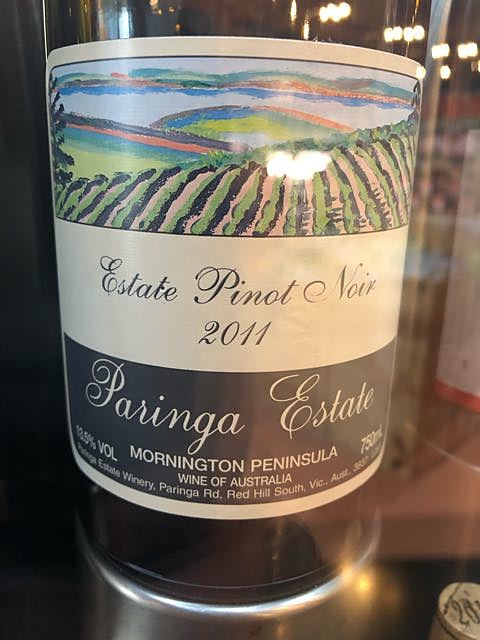 Estate Pinot Noir
2011
Paringa Estate
13.5% VOL
MORNINGTON PENINSULA
750mL
WINE OF AUSTRALIA
Paringa Estate Winery, Paringa Rd, Red Hill South, Vic., Aust.,